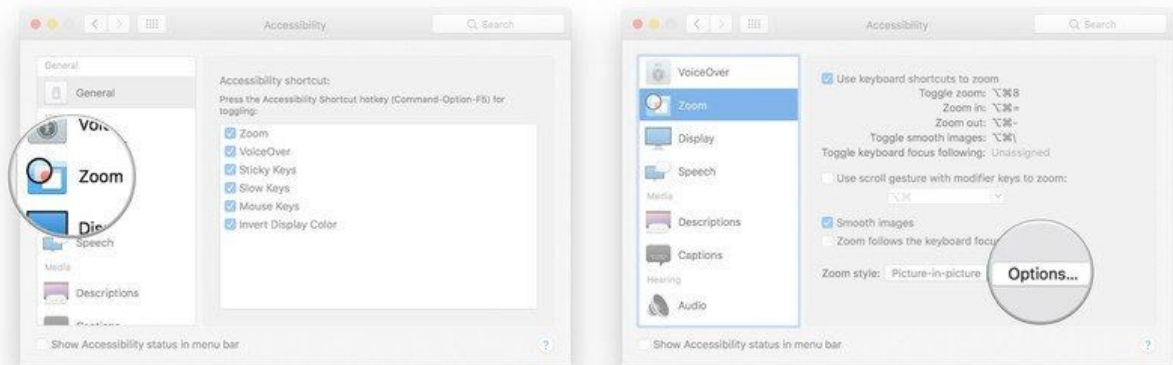 Accessibility
Search
General
General
Voic
Zoom
Dis
Speech
Media
Descriptions
Accessibility shortcut:
Press the Accessibility Shortcut hotkey (Command-Option-F5) for
toggling:
Zoom
VoiceOver
Sticky Keys
Slow Keys
Mouse Keys
Invert Display Color
Show Accessibility status in menu bar
?
Accessibility
Search
VoiceOver
Zoom
Display
Speech
Media
Descriptions
Captions
Hearing
Audio
Use keyboard shortcuts to zoom
Toggle zoom: ⌥⌘8
Zoom in: ⌥⌘=
Zoom out: ⌥⌘-
Toggle smooth images: ⌥⌘\
Toggle keyboard focus following: Unassigned
Use scroll gesture with modifier keys to zoom:
⌥⌘
Smooth images
Zoom follows the keyboard focu
Zoom style: Picture-in-picture
Options...
Show Accessibility status in menu bar
?